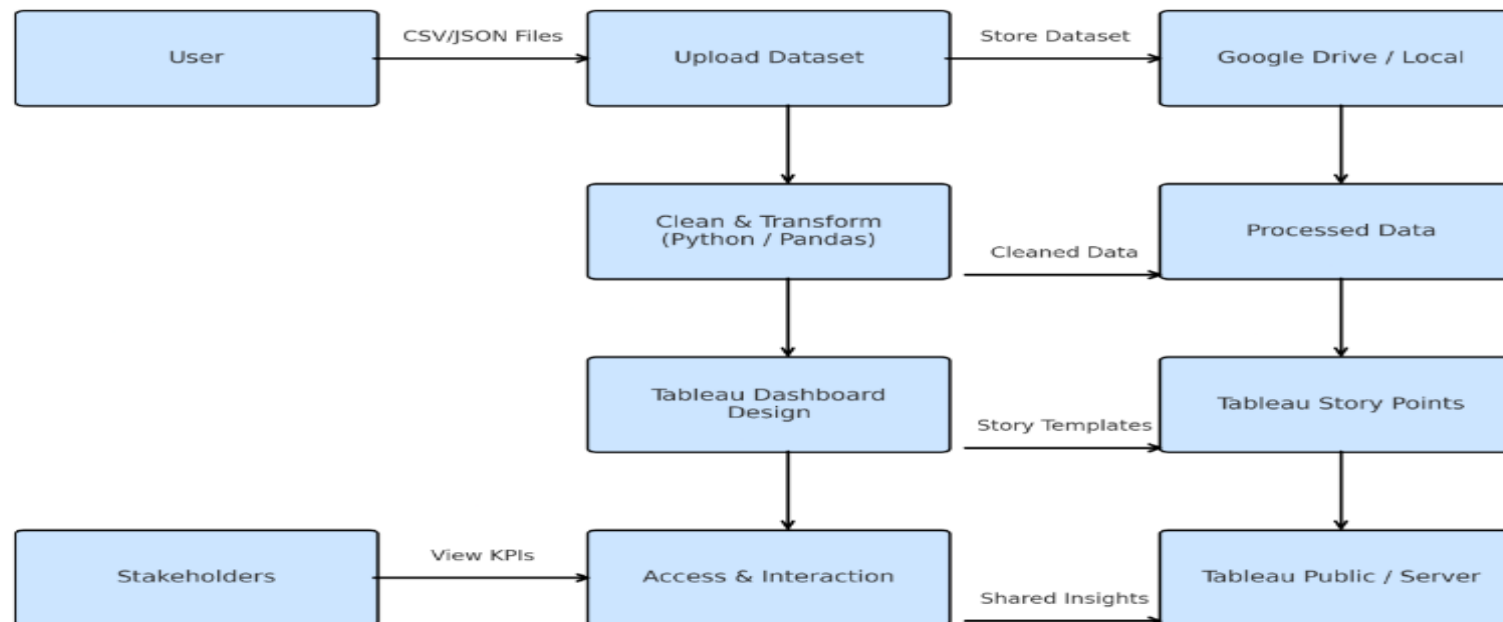 User
CSV/JSON Files
Upload Dataset
Store Dataset
Google Drive / Local
Clean & Transform
(Python / Pandas)
Cleaned Data
Processed Data
Tableau Dashboard
Design
Story Templates
Tableau Story Points
Stakeholders
View KPIs
Access & Interaction
Shared Insights
Tableau Public / Server